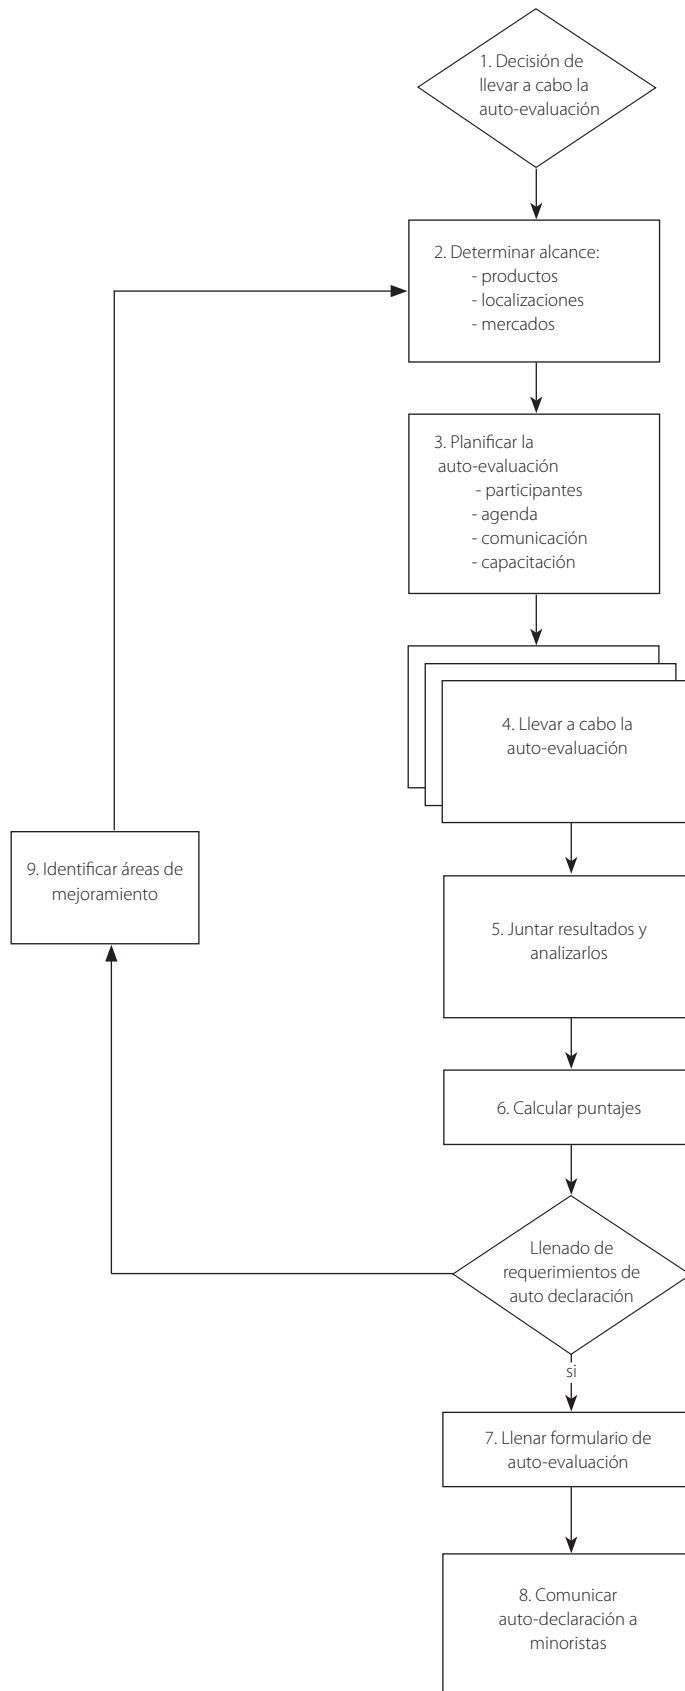 1. Decisión de
llevar a cabo la
auto-evaluación
2. Determinar alcance:
- productos
- localizaciones
- mercados
3. Planificar la
auto-evaluación
- participantes
- agenda
- comunicación
- capacitación
4. Llevar a cabo la
auto-evaluación
9. Identificar áreas de
mejoramiento
5. Juntar resultados y
analizarlos
6. Calcular puntajes
Llenado de
requerimientos de
auto declaración
si
7. Llenar formulario de
auto-evaluación
8. Comunicar
auto-declaración a
minoristas